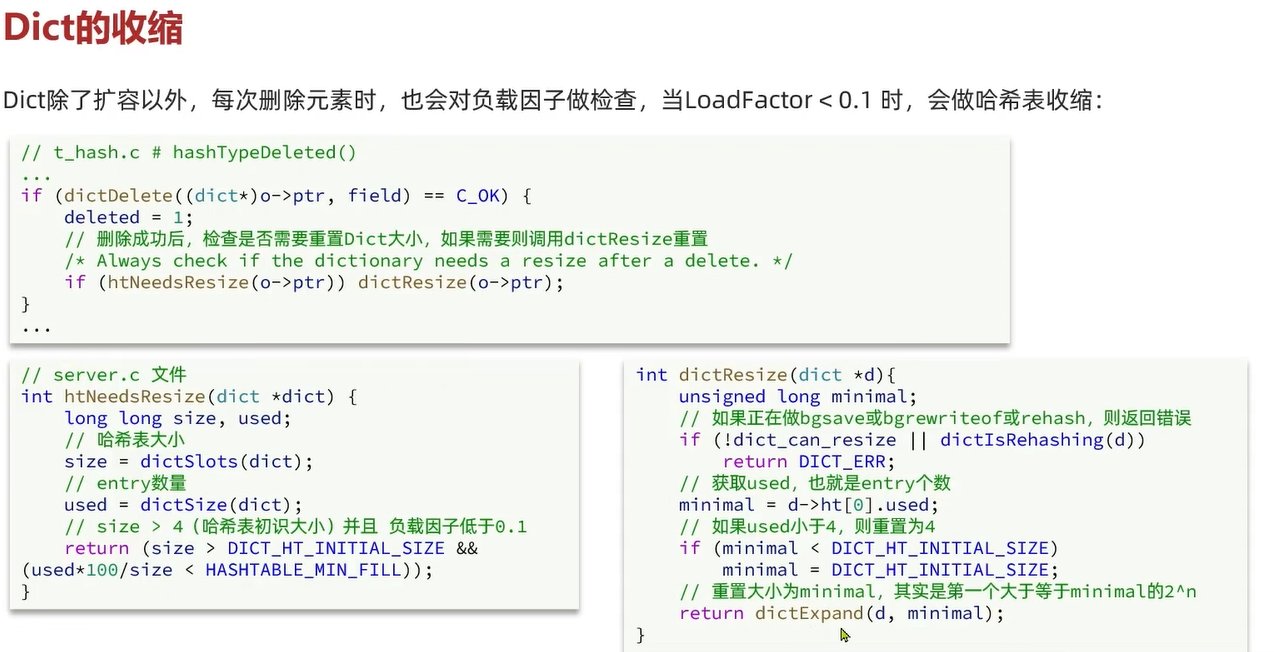 Dict的收缩
Dict除了扩容以外，每次删除元素时，也会对负载因子做检查，当LoadFactor < 0.1 时，会做哈希表收缩：
// t_hash.c # hashTypeDeleted()
...
if (dictDelete((dict*)o->ptr, field) == C_OK) {
    deleted = 1;
    // 删除成功后，检查是否需要重置Dict大小，如果需要则调用dictResize重置
    /* Always check if the dictionary needs a resize after a delete. */
    if (htNeedsResize(o->ptr)) dictResize(o->ptr);
}
...
// server.c 文件
int htNeedsResize(dict *dict) {
    long long size, used;
    // 哈希表大小
    size = dictSlots(dict);
    // entry数量
    used = dictSize(dict);
    // size > 4（哈希表初识大小）并且 负载因子低于0.1
    return (size > DICT_HT_INITIAL_SIZE &&
(used*100/size < HASHTABLE_MIN_FILL));
}
int dictResize(dict *d){
    unsigned long minimal;
    // 如果正在做bgsave或bgrewriteof或rehash，则返回错误
    if (!dict_can_resize || dictIsRehashing(d))
        return DICT_ERR;
    // 获取used，也就是entry个数
    minimal = d->ht[0].used;
    // 如果used小于4，则重置为4
    if (minimal < DICT_HT_INITIAL_SIZE)
        minimal = DICT_HT_INITIAL_SIZE;
    // 重置大小为minimal，其实是第一个大于等于minimal的2^n
    return dictExpand(d, minimal);
}